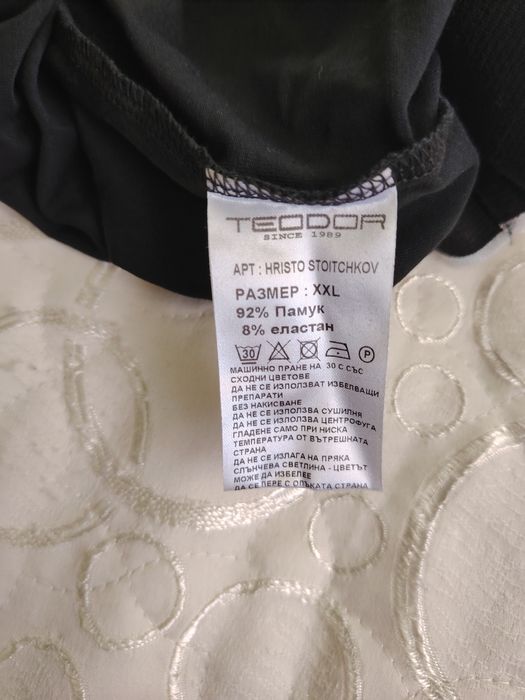 TEODOR
SINCE 1989
АРТ : HRISTO STOITCHKOV
РАЗМЕР : XXL
92% Памук
8% еластан
30 P
МАШИННО ПРАНЕ НА 30 С СЪС
СХОДНИ ЦВЕТОВЕ
ДА НЕ СЕ ИЗПОЛЗВАТ ИЗБЕЛВАЩИ
ПРЕПАРАТИ
БЕЗ НАКИСВАНЕ
ДА НЕ СЕ ИЗПОЛЗВА СУШИЛНЯ
ДА НЕ СЕ ИЗПОЛЗВА ЦЕНТРОФУГА
ГЛАДЕНЕ САМО ПРИ НИСКА
ТЕМПЕРАТУРА ОТ ВЪТРЕШНАТА
СТРАНА
ДА НЕ СЕ ИЗЛАГА НА ПРЯКА
СЛЪНЧЕВА СВЕТЛИНА - ЦВЕТЪТ
МОЖЕ ДА ИЗБЕЛЕЕ
ДА СЕ ПЕРЕ С ОПЪКАТА СТРАНА